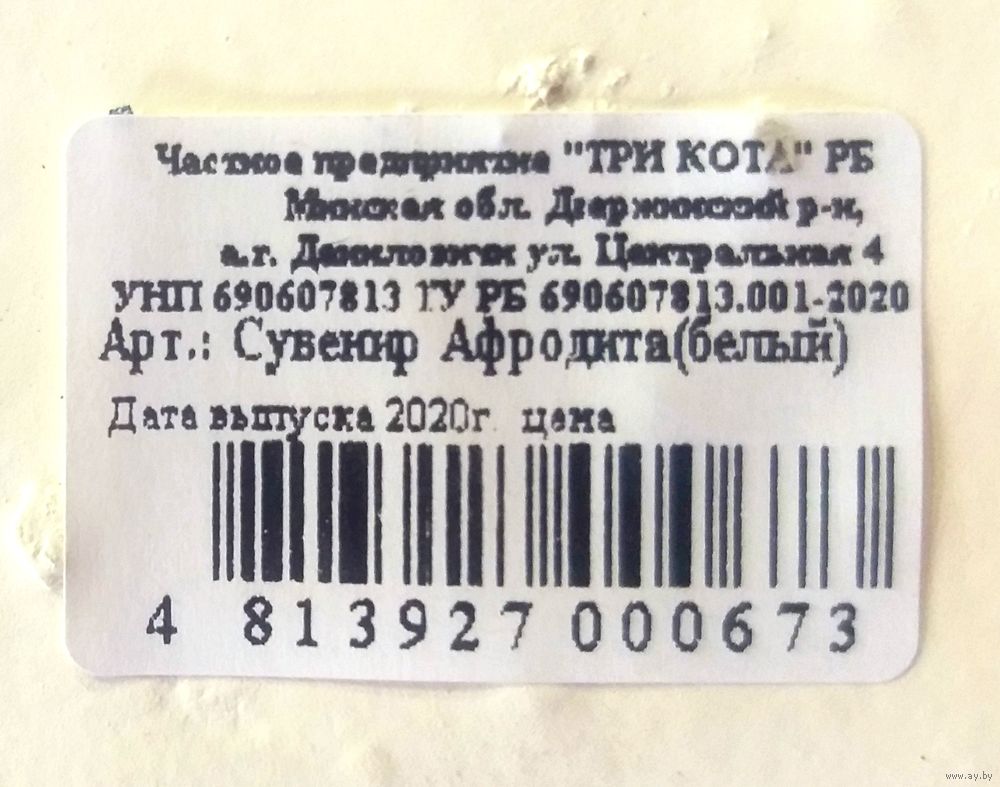 Частное предприятие "ТРИ КОТА" РБ
Минская обл. Дзержинский р-н,
а.г. Даниловичи ул. Центральная 4
УНП 690607813 ТУ РБ 690607813.001-2020
Арт.: Сувенир Афродита(белый)
Дата выпуска 2020г. цена
4 813927 000673
www.ay.by